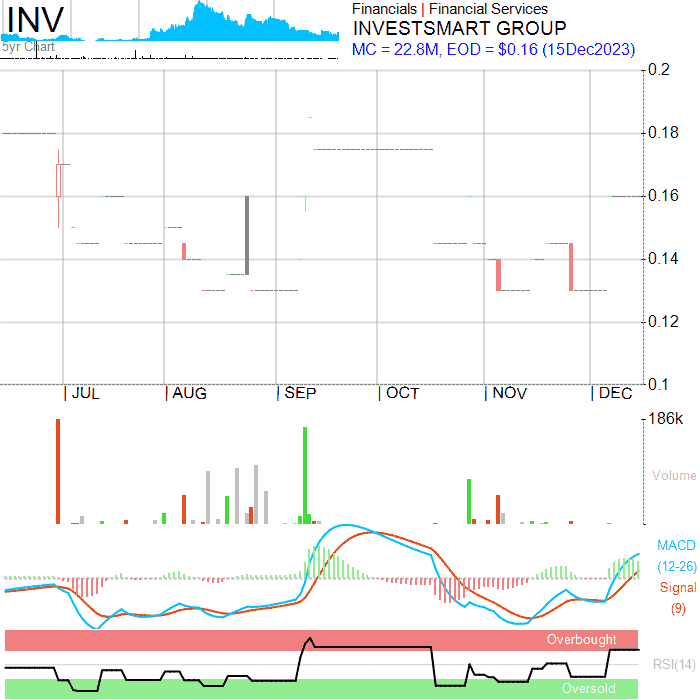 INV
5yr Chart
Financials | Financial Services
INVESTSMART GROUP
MC = 22.8M, EOD = $0.16 (15Dec2023)
0.2
0.18
0.16
0.14
0.12
0.1
JUL
AUG
SEP
OCT
NOV
DEC
186k
Volume
MACD
(12-26)
Signal
(9)
Overbought
RSI(14)
Oversold